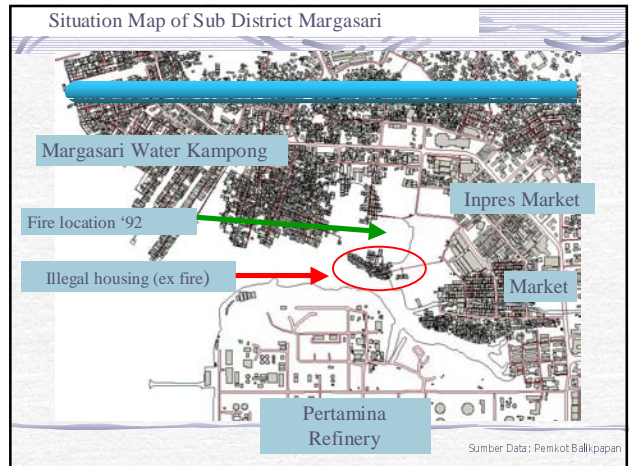 Situation Map of Sub District Margasari
Margasari Water Kampong
Inpres Market
Fire location ‘92
Illegal housing (ex fire)
Market
Pertamina
Refinery
Sumber Data: Pemkot Balikpapan